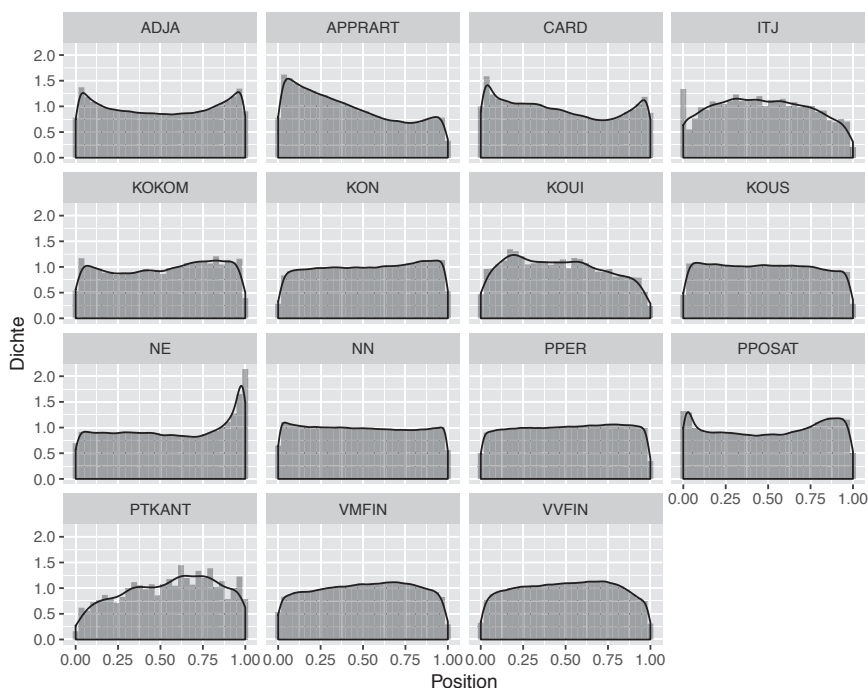 ADJA APPRART CARD ITJ
2.0
1.5
1.0
0.5
0.0
KOKOM KON KOUI KOUS
2.0
1.5
1.0
0.5
0.0
NE NN PPER PPOSAT
2.0
1.5
1.0
0.5
0.0
0.00 0.25 0.50 0.75 1.00
PTKANT VMFIN VVFIN
2.0
1.5
1.0
0.5
0.0
0.00 0.25 0.50 0.75 1.00 0.00 0.25 0.50 0.75 1.00 0.00 0.25 0.50 0.75 1.00
Position
Dichte